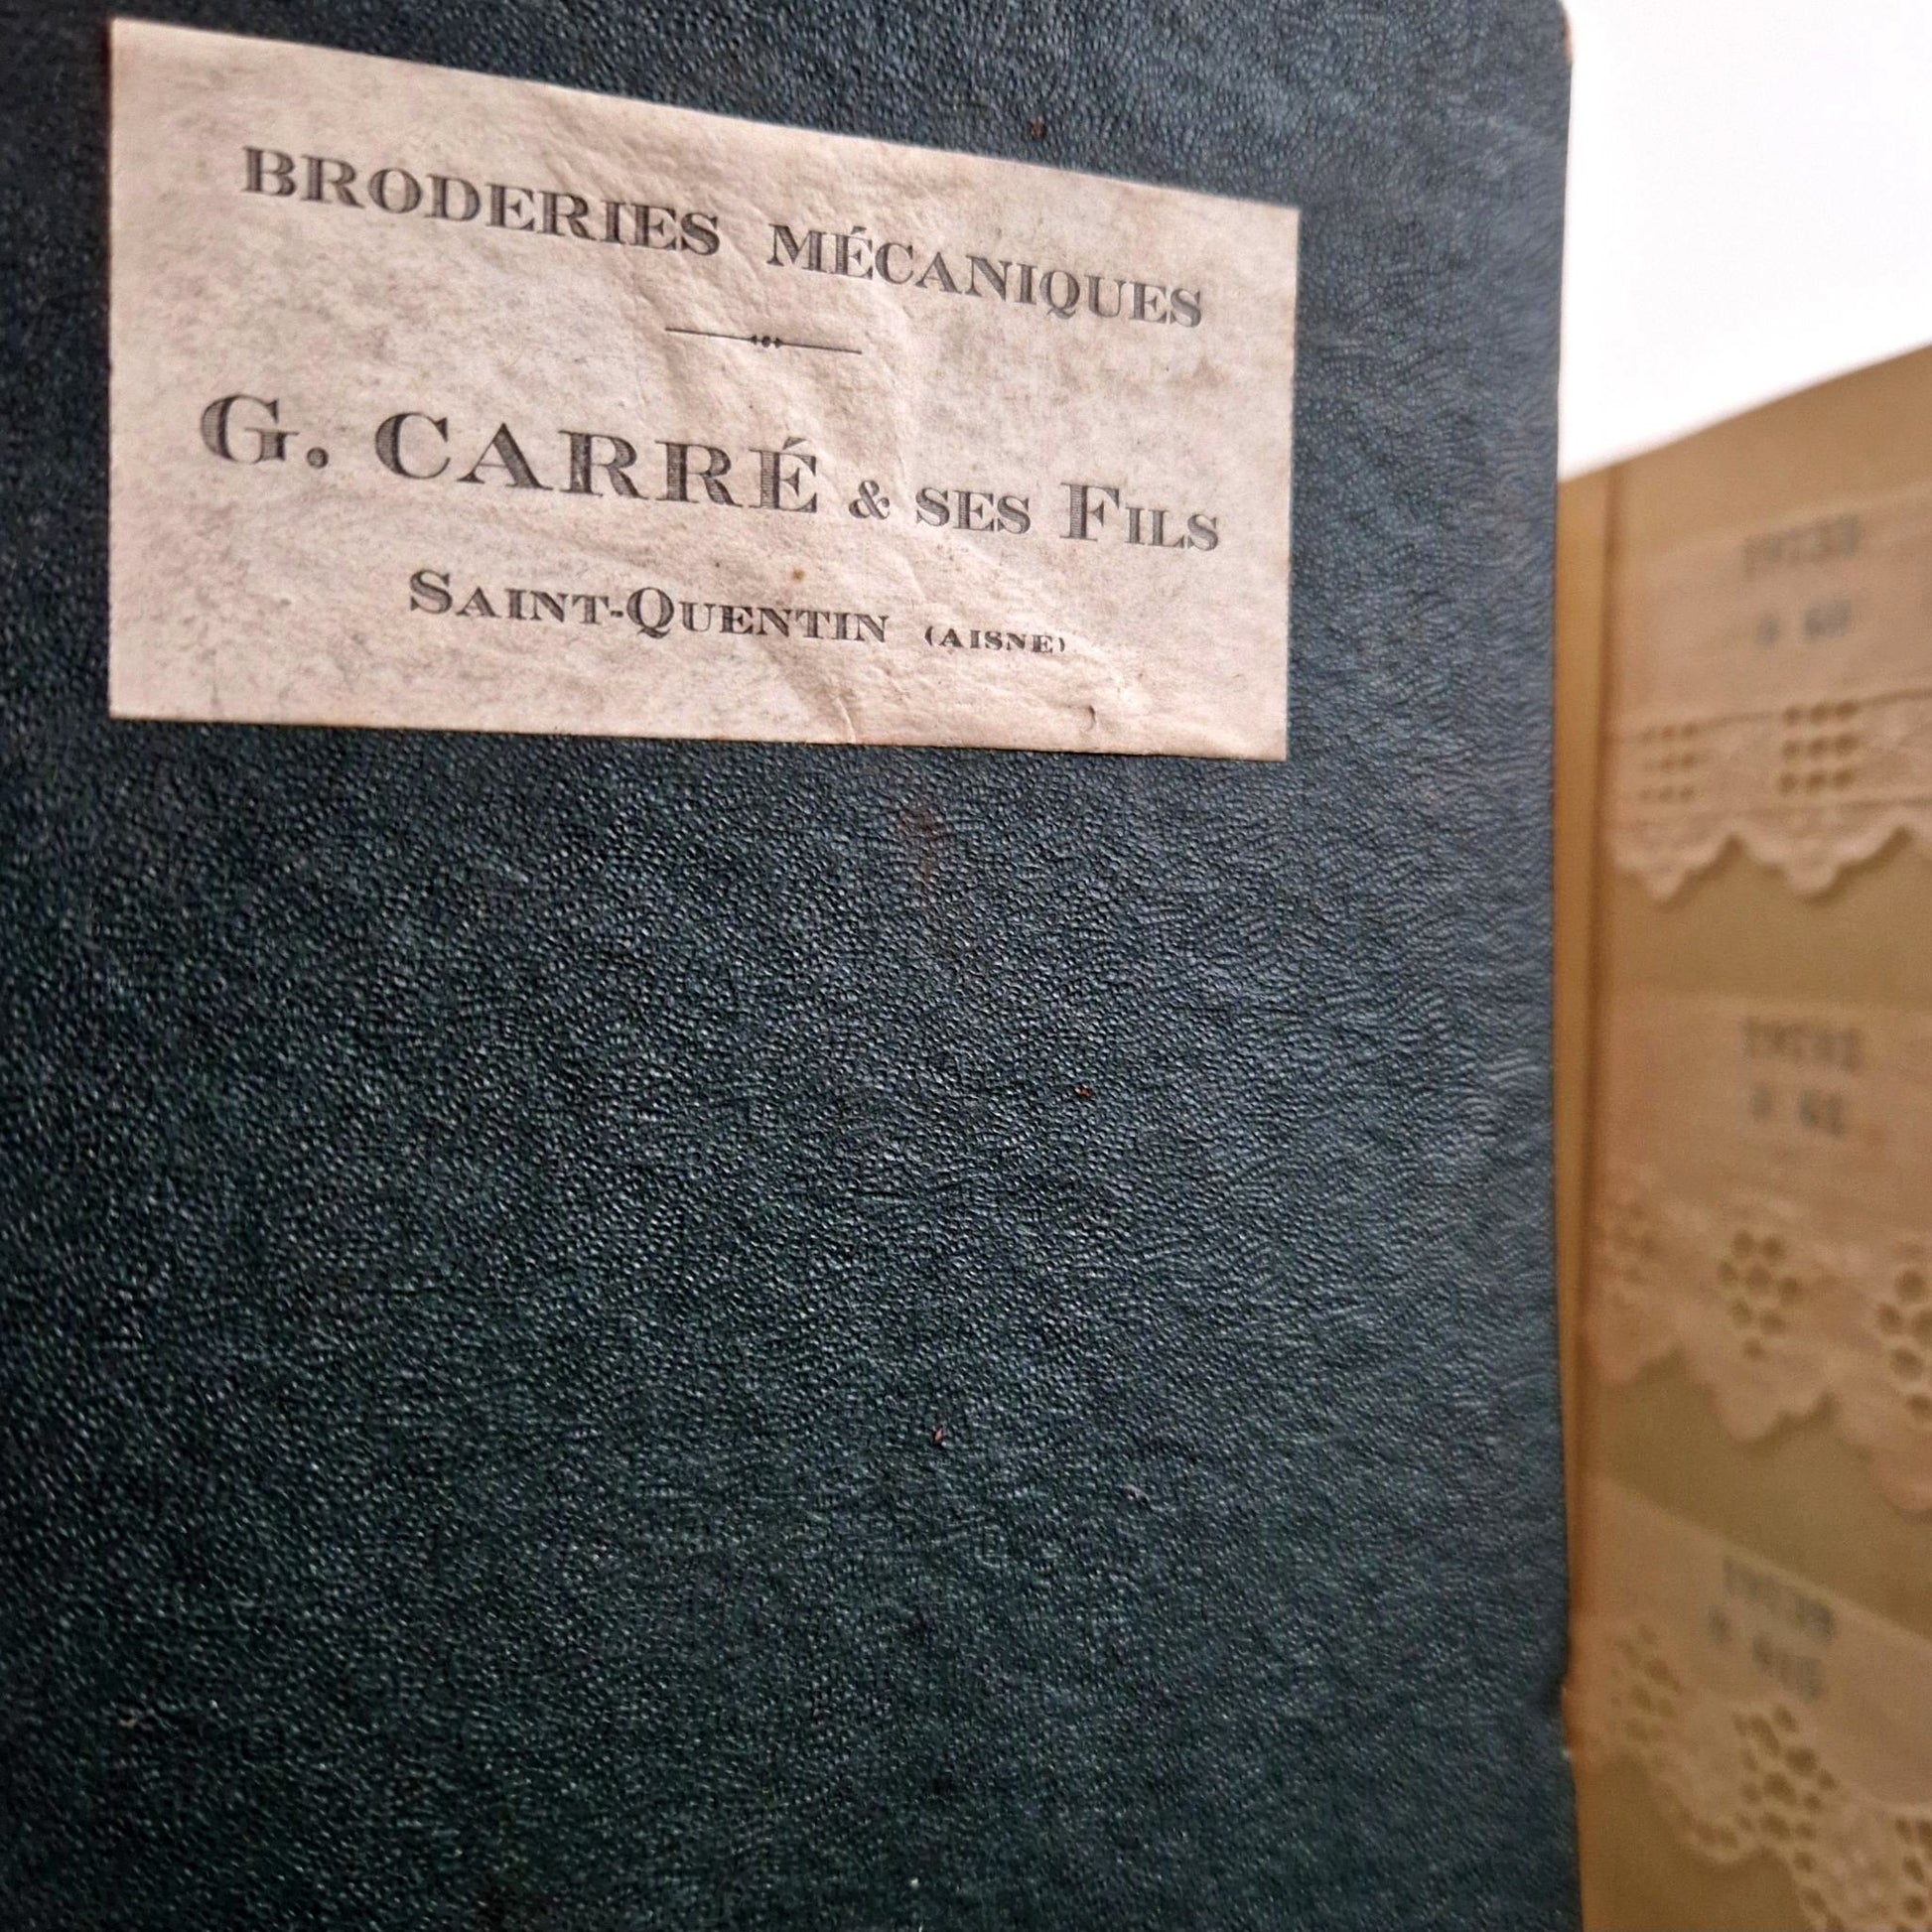 BRODERIES MÉCANIQUES
G. CARRÉ & SES FILS
SAINT-QUENTIN (AISNE)